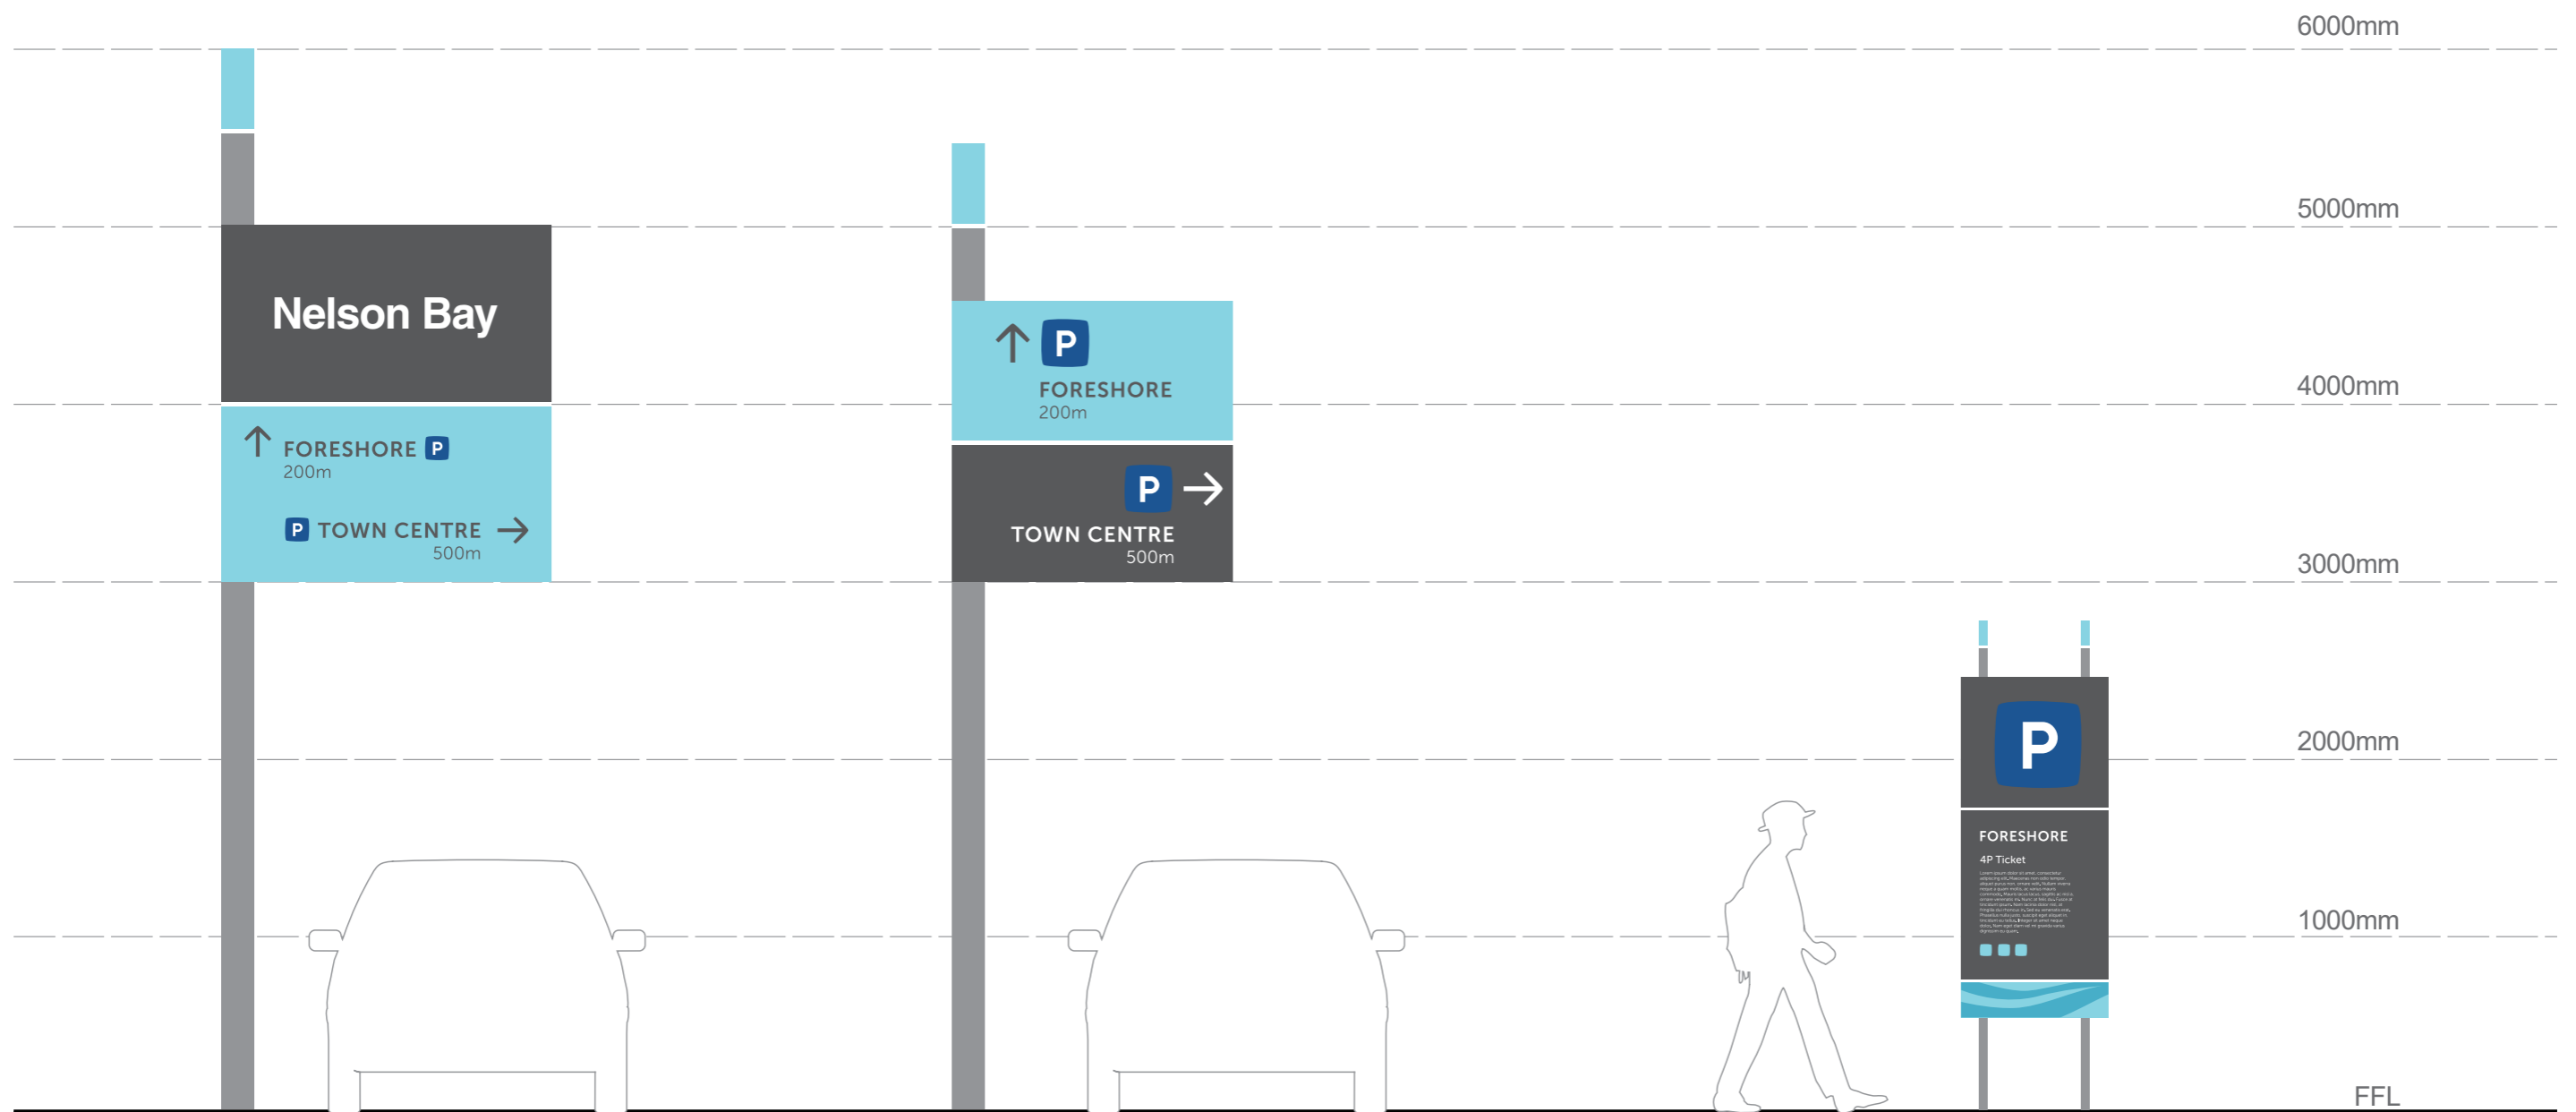 6000mm
5000mm
Nelson Bay
P
4000mm
FORESHORE
200m
FORESHORE P
200m
P
P TOWN CENTRE
500m
TOWN CENTRE
500m
3000mm
P
2000mm
FORESHORE
4P Ticket
1000mm
FFL